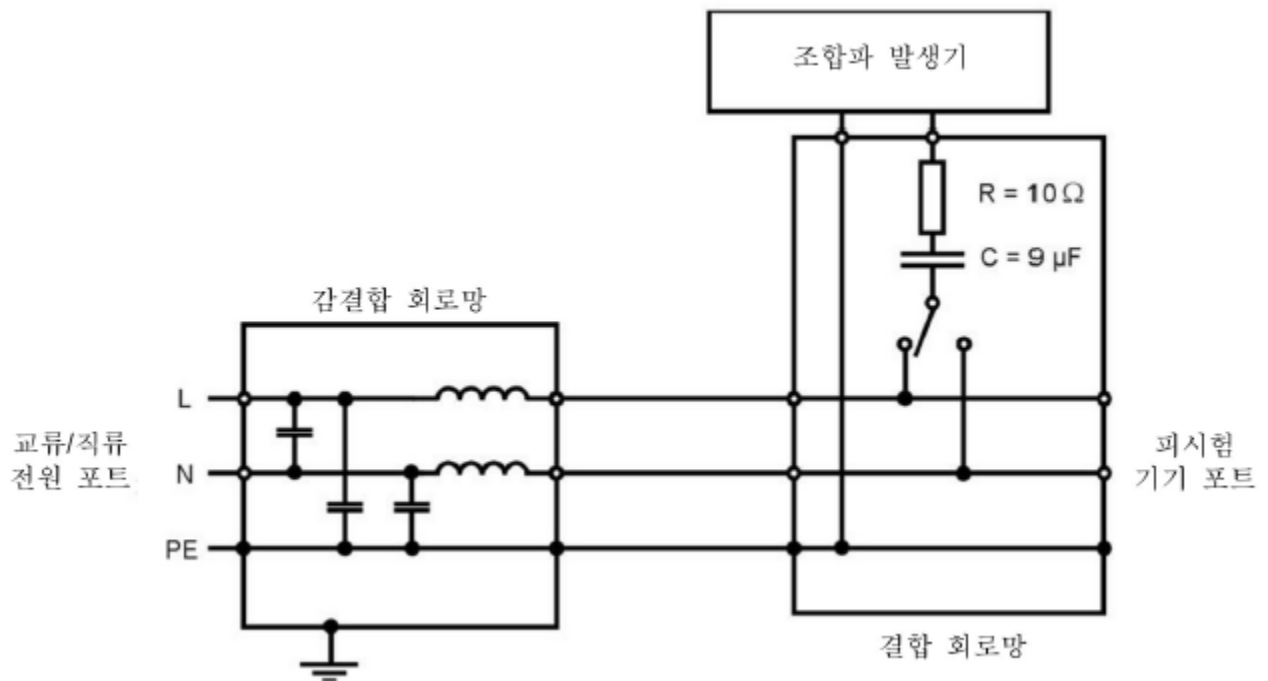 조합파 발생기
R = 10 Ω
C = 9 µF
감결합 회로망
L
교류/직류
전원 포트
N
피시험
기기 포트
PE
결합 회로망